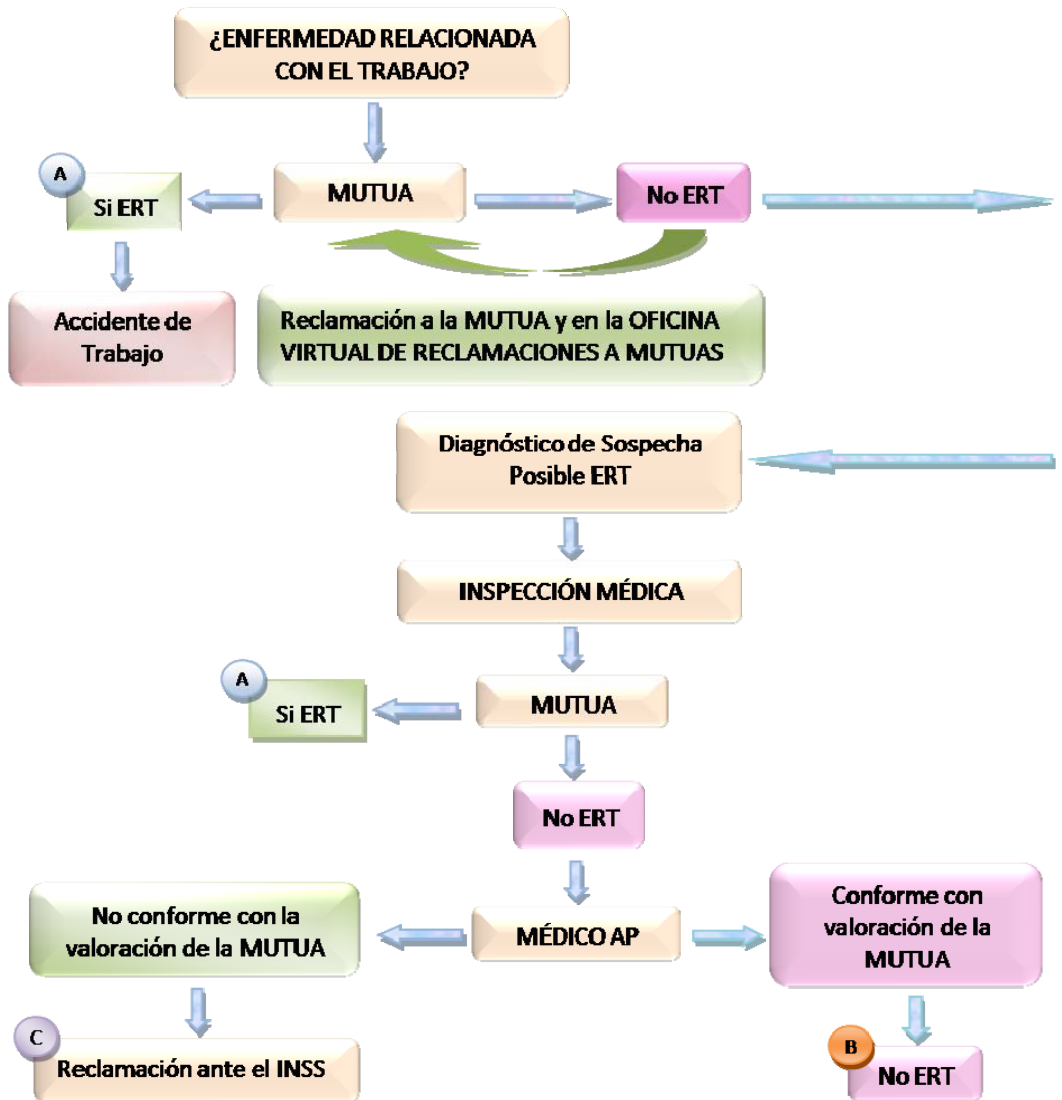 ¿ENFERMEDAD RELACIONADA
CON EL TRABAJO?
A
Si ERT
MUTUA
No ERT
Accidente de
Trabajo
Reclamación a la MUTUA y en la OFICINA
VIRTUAL DE RECLAMACIONES A MUTUAS
Diagnóstico de Sospecha
Posible ERT
INSPECCIÓN MÉDICA
A
Si ERT
MUTUA
No ERT
No conforme con la
valoración de la MUTUA
MÉDICO AP
Conforme con
valoración de la
MUTUA
C
Reclamación ante el INSS
B
No ERT